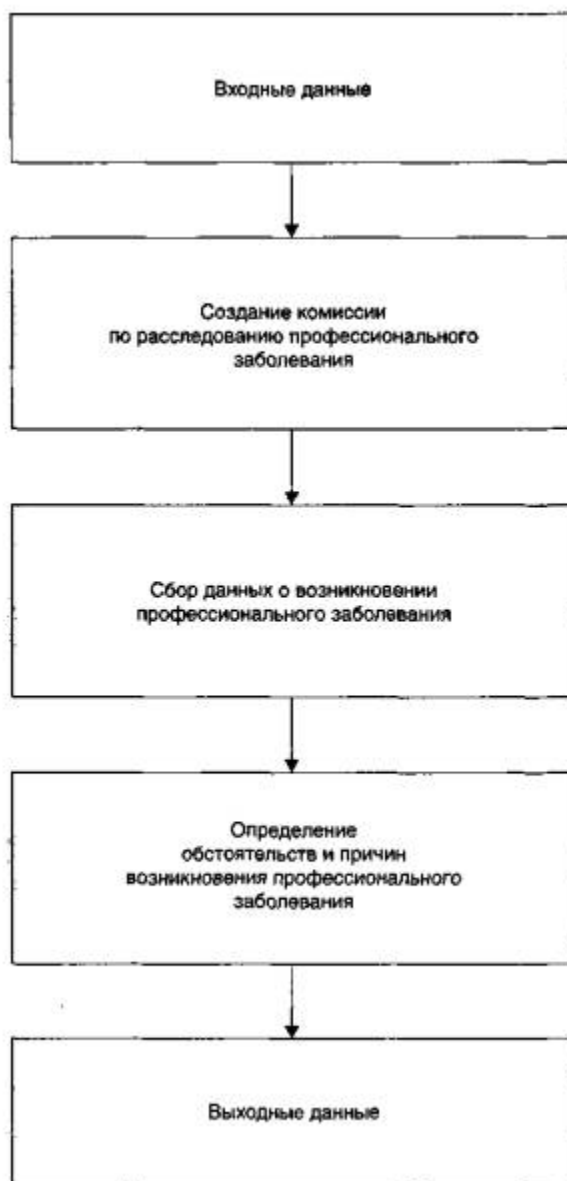 Входные данные
Создание комиссии
по расследованию профессионального
заболевания
Сбор данных о возникновении
профессионального заболевания
Определение
обстоятельств и причин
возникновения профессионального
заболевания
Выходные данные